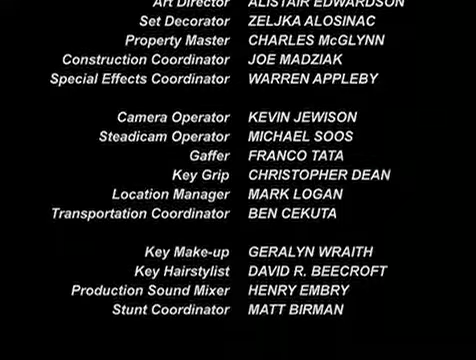 Art Director ALISTAIR EDWARDSON
Set Decorator ZELJKA ALOSINAC
Property Master CHARLES McGLYNN
Construction Coordinator JOE MADZIAK
Special Effects Coordinator WARREN APPLEBY
Camera Operator KEVIN JEWISON
Steadicam Operator MICHAEL SOOS
Gaffer FRANCO TATA
Key Grip CHRISTOPHER DEAN
Location Manager MARK LOGAN
Transportation Coordinator BEN CEKUTA
Key Make-up GERALYN WRAITH
Key Hairstylist DAVID R. BEECROFT
Production Sound Mixer HENRY EMBRY
Stunt Coordinator MATT BIRMAN